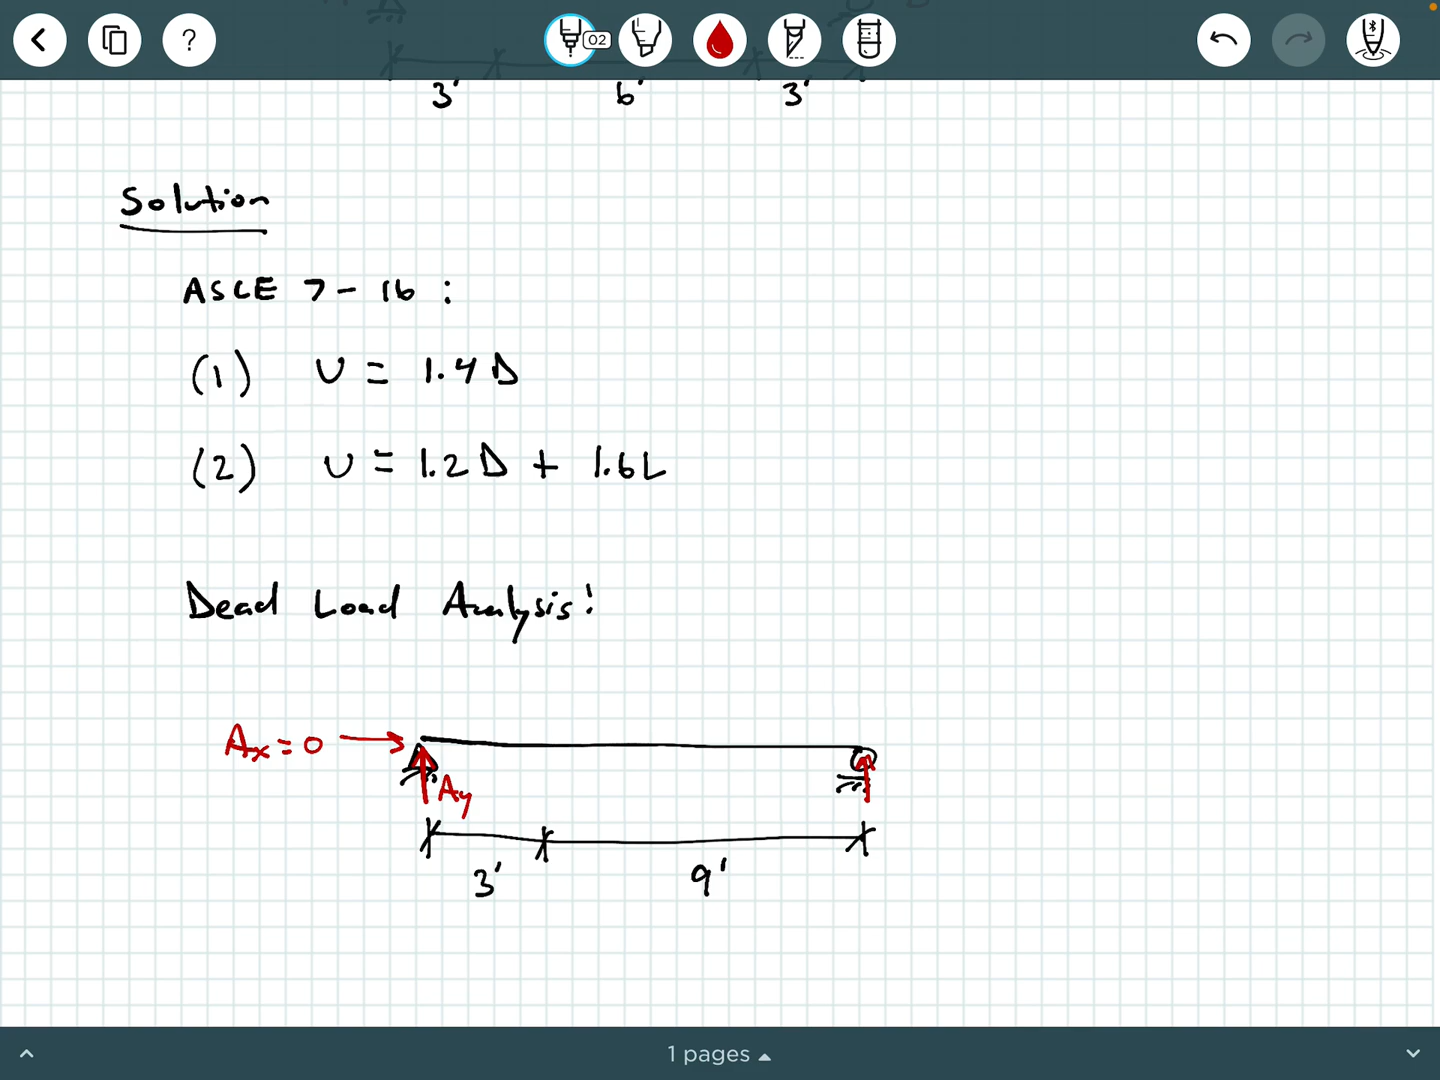 ?
02
3' 6' 3'
Solution
ASCE 7-16 :
(1) U = 1.4D
(2) U = 1.2D + 1.6L
Dead Load Analysis:
Ax = 0
Ay
3' 9'
1 pages